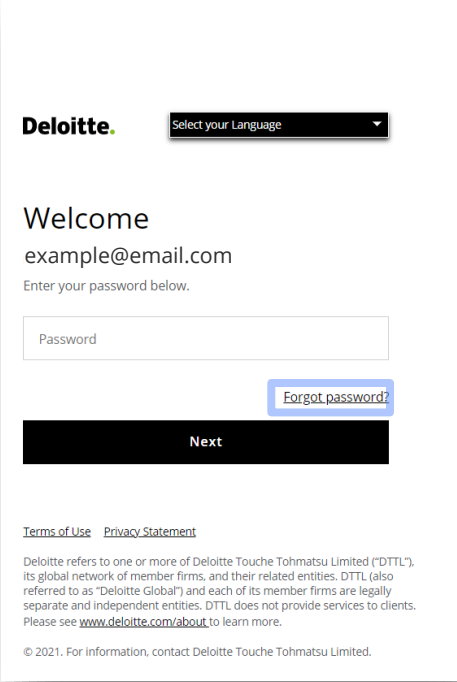 Deloitte.
Select your Language
Welcome
example@email.com
Enter your password below.
Password
Forgot password?
Next
Terms of Use Privacy Statement
Deloitte refers to one or more of Deloitte Touche Tohmatsu Limited (“DTTL”),
its global network of member firms, and their related entities. DTTL (also
referred to as “Deloitte Global”) and each of its member firms are legally
separate and independent entities. DTTL does not provide services to clients.
Please see www.deloitte.com/about to learn more.
© 2021. For information, contact Deloitte Touche Tohmatsu Limited.